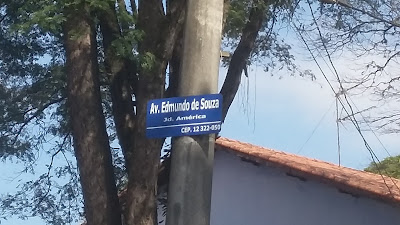 Av. Edmundo de Souza
Jd. América
CEP. 12 322-050